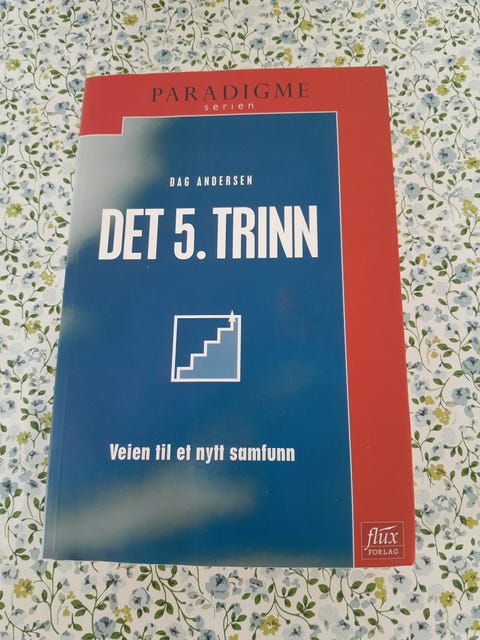 PARADIGME
serien
DAG ANDERSEN
DET 5. TRINN
Veien til et nytt samfunn
flux
FORLAG